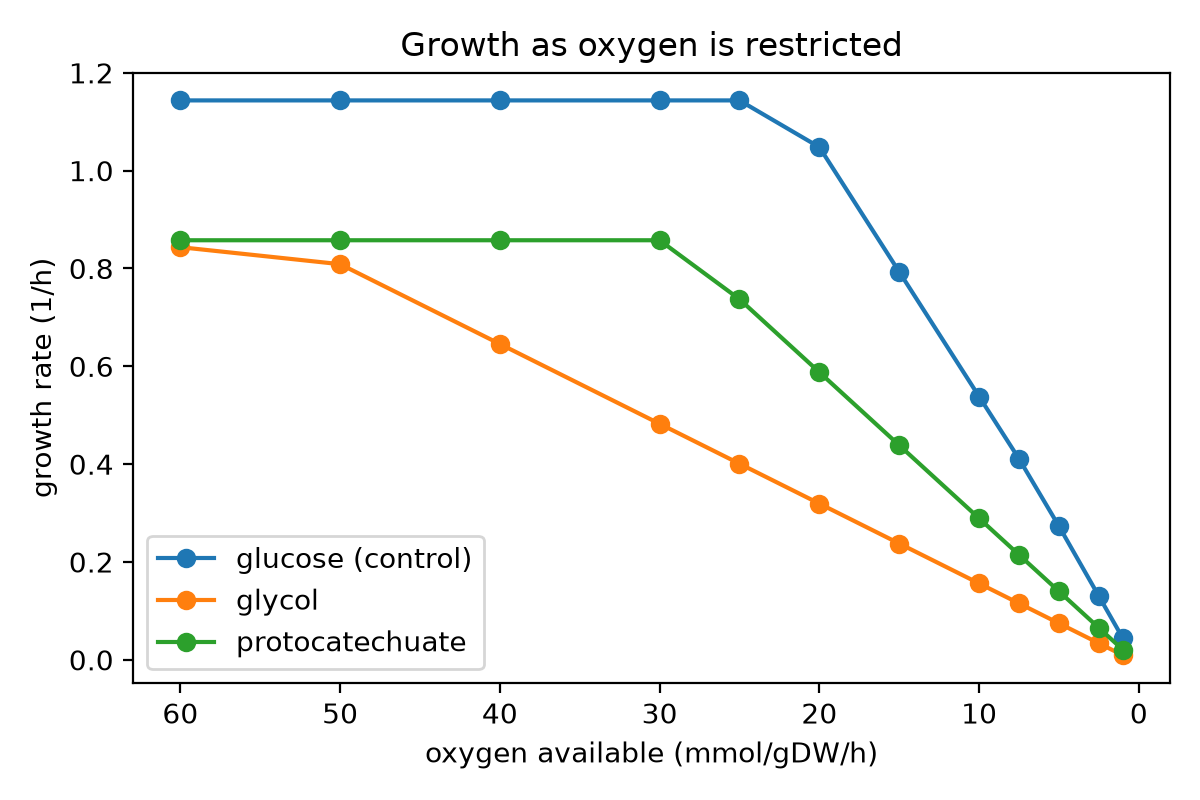 Growth as oxygen is restricted
growth rate (1/h)
1.2
1.0
0.8
0.6
0.4
0.2
0.0
glucose (control)
glycol
protocatechuate
60 50 40 30 20 10 0
oxygen available (mmol/gDW/h)